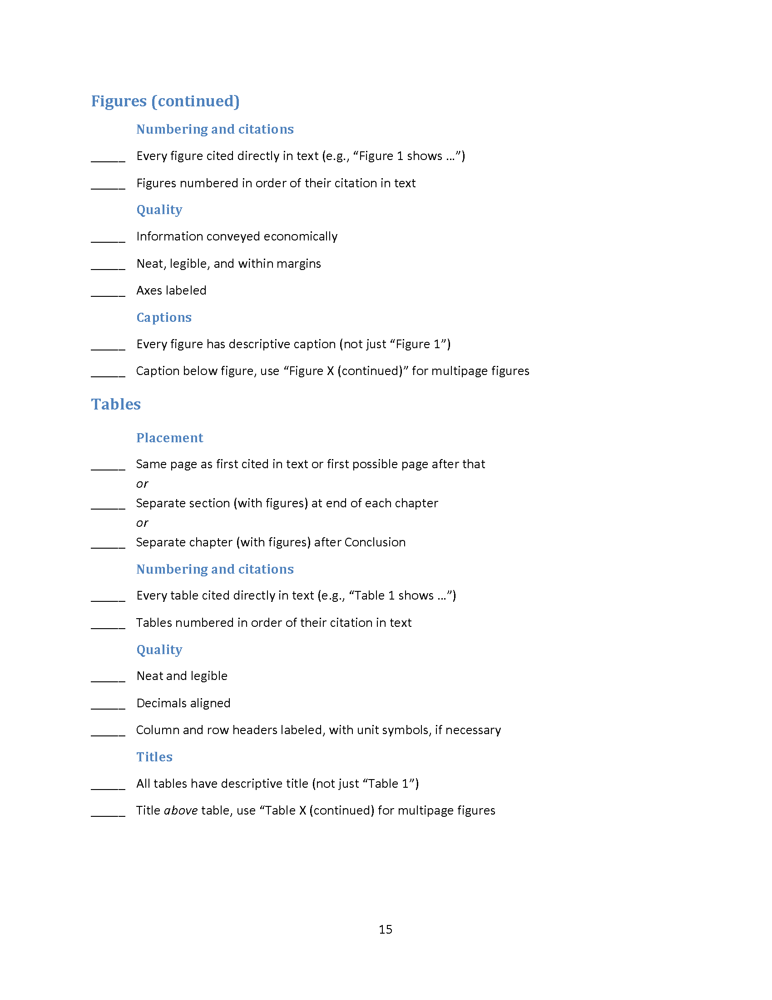 Figures (continued)
Numbering and citations
_____ Every figure cited directly in text (e.g., “Figure 1 shows …”)
_____ Figures numbered in order of their citation in text
Quality
_____ Information conveyed economically
_____ Neat, legible, and within margins
_____ Axes labeled
Captions
_____ Every figure has descriptive caption (not just “Figure 1”)
_____ Caption below figure, use “Figure X (continued)” for multipage figures
Tables
Placement
_____ Same page as first cited in text or first possible page after that
or
_____ Separate section (with figures) at end of each chapter
or
_____ Separate chapter (with figures) after Conclusion
Numbering and citations
_____ Every table cited directly in text (e.g., “Table 1 shows …”)
_____ Tables numbered in order of their citation in text
Quality
_____ Neat and legible
_____ Decimals aligned
_____ Column and row headers labeled, with unit symbols, if necessary
Titles
_____ All tables have descriptive title (not just “Table 1”)
_____ Title above table, use “Table X (continued) for multipage figures
15